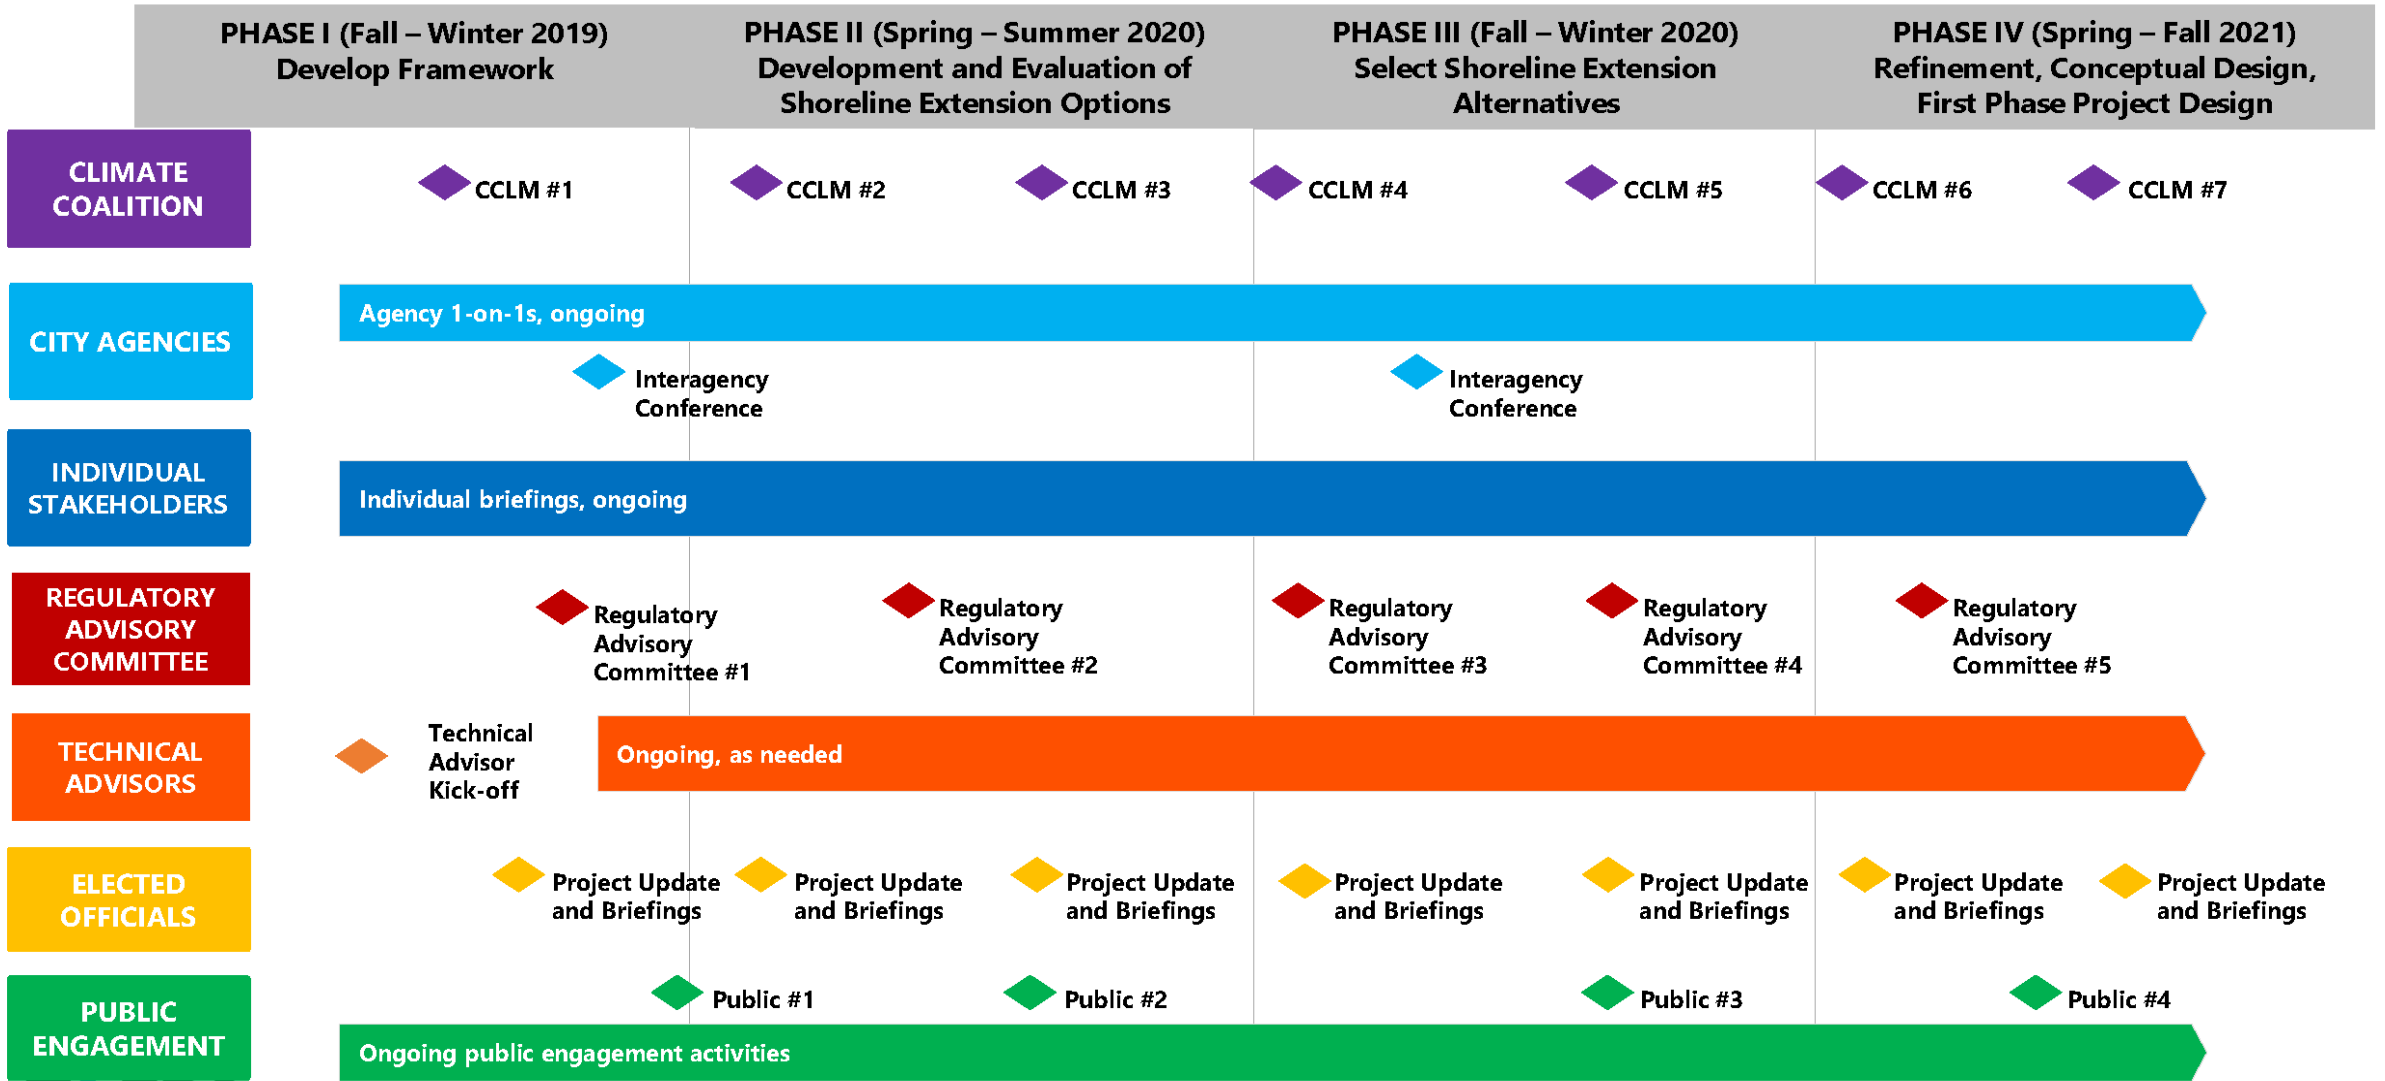 PHASE I (Fall – Winter 2019)
Develop Framework
PHASE II (Spring – Summer 2020)
Development and Evaluation of
Shoreline Extension Options
PHASE III (Fall – Winter 2020)
Select Shoreline Extension
Alternatives
PHASE IV (Spring – Fall 2021)
Refinement, Conceptual Design,
First Phase Project Design
CLIMATE
COALITION
CCLM #1
CCLM #2
CCLM #3
CCLM #4
CCLM #5
CCLM #6
CCLM #7
CITY AGENCIES
Agency 1-on-1s, ongoing
Interagency
Conference
Interagency
Conference
INDIVIDUAL
STAKEHOLDERS
Individual briefings, ongoing
REGULATORY
ADVISORY
COMMITTEE
Regulatory
Advisory
Committee #1
Regulatory
Advisory
Committee #2
Regulatory
Advisory
Committee #3
Regulatory
Advisory
Committee #4
Regulatory
Advisory
Committee #5
TECHNICAL
ADVISORS
Technical
Advisor
Kick-off
Ongoing, as needed
ELECTED
OFFICIALS
Project Update
and Briefings
Project Update
and Briefings
Project Update
and Briefings
Project Update
and Briefings
Project Update
and Briefings
Project Update
and Briefings
Project Update
and Briefings
PUBLIC
ENGAGEMENT
Public #1
Public #2
Public #3
Public #4
Ongoing public engagement activities